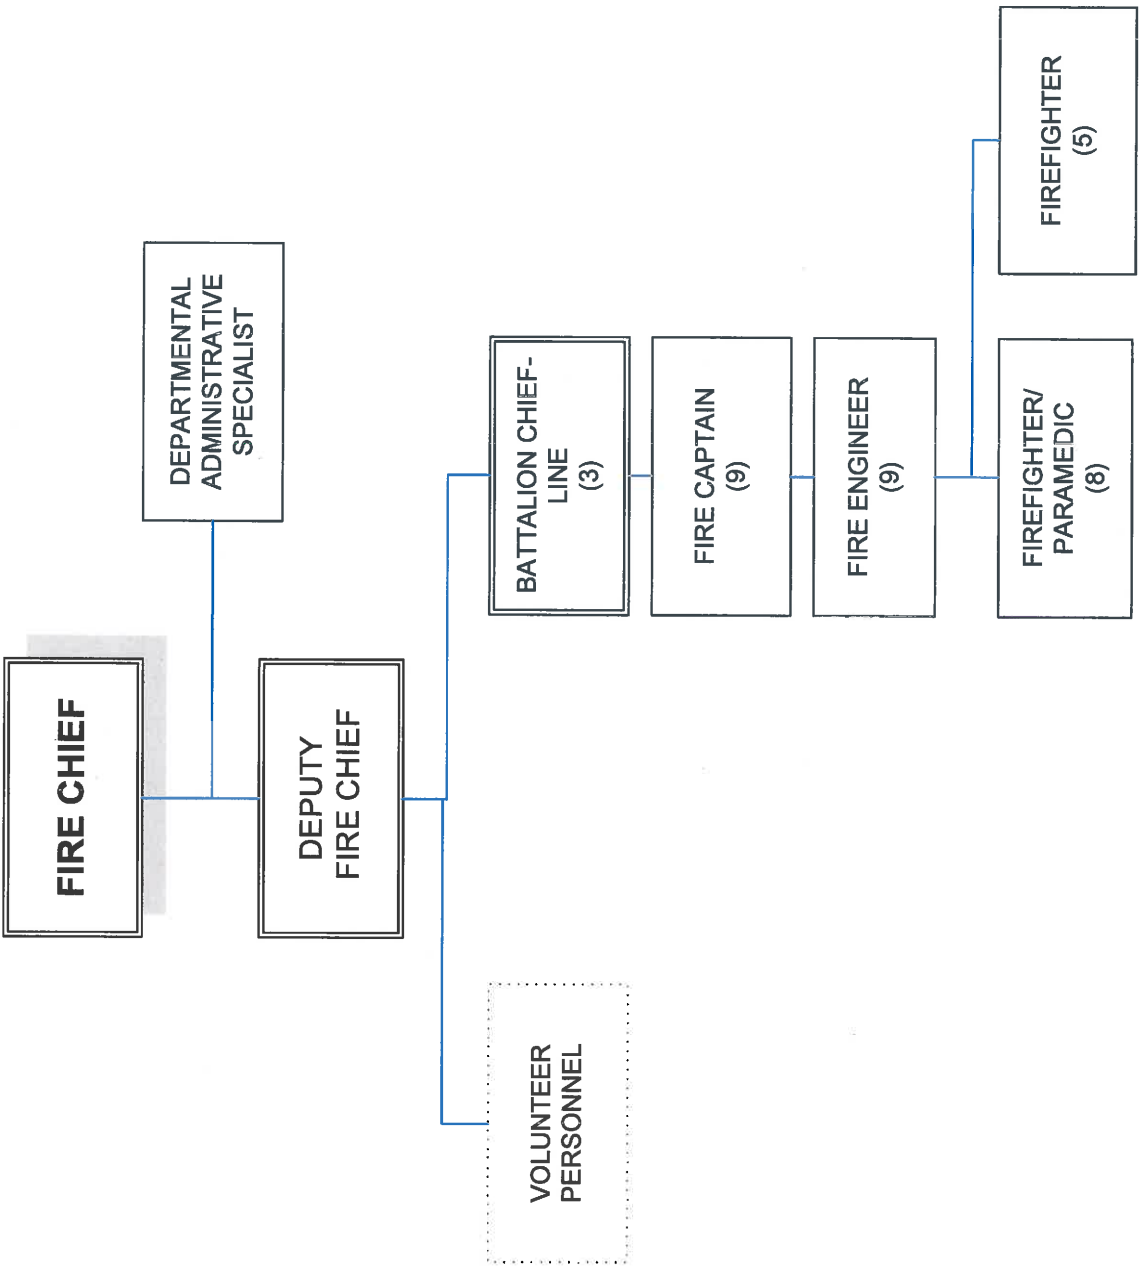 FIRE CHIEF
DEPARTMENTAL
ADMINISTRATIVE
SPECIALIST
DEPUTY
FIRE CHIEF
VOLUNTEER
PERSONNEL
BATTALION CHIEF-
LINE
(3)
FIRE CAPTAIN
(9)
FIRE ENGINEER
(9)
FIREFIGHTER/
PARAMEDIC
(8)
FIREFIGHTER
(5)